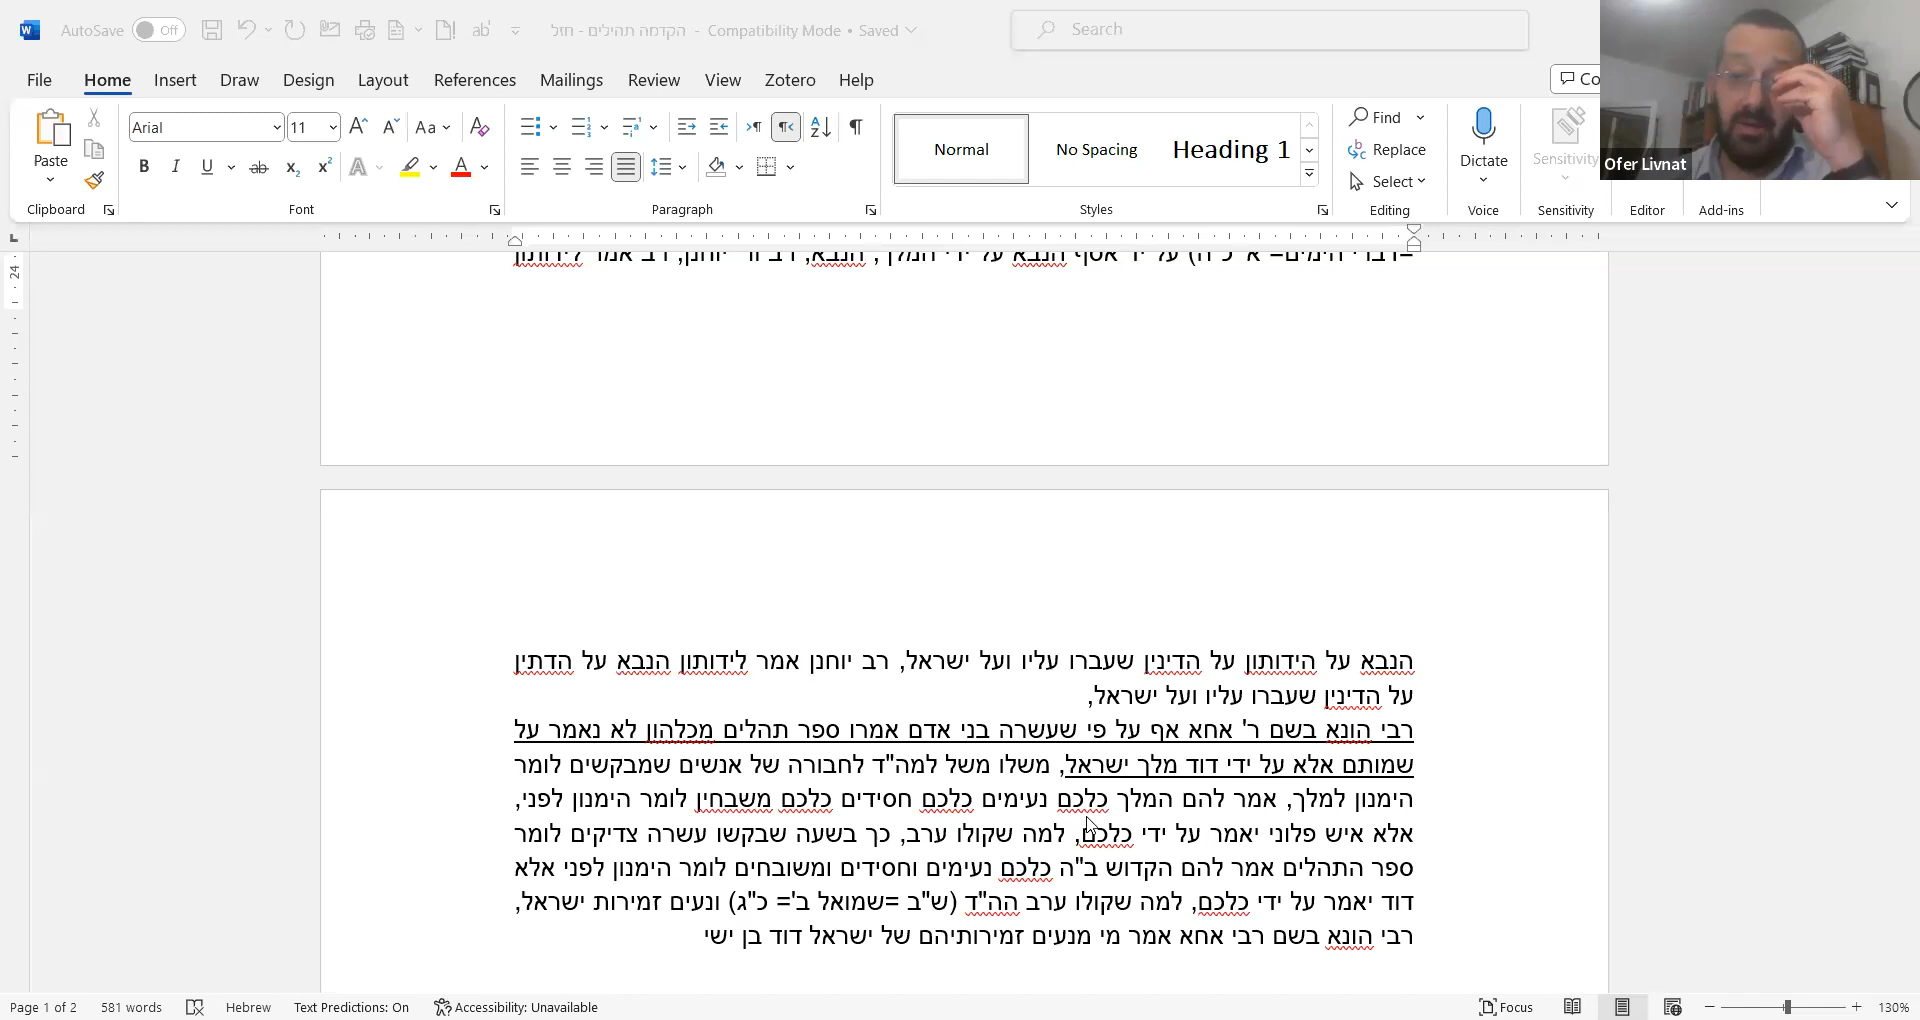 AutoSave Off הקדמה תהילים - חזל - Compatibility Mode • Saved Search
File Home Insert Draw Design Layout References Mailings Review View Zotero Help Co
Paste Arial 11 Aa Normal No Spacing Heading 1 Find Replace Select Dictate Sensitivity
Ofer Livnat
Clipboard Font Paragraph Styles Editing Voice Sensitivity Editor Add-ins
24
הנבא על הידותון על הדינין שעברו עליו ועל ישראל, רב יוחנן אמר לידותון הנבא על הדתין
על הדינין שעברו עליו ועל ישראל,
רבי הונא בשם ר' אחא אף על פי שעשרה בני אדם אמרו ספר תהלים מכלהון לא נאמר על
שמותם אלא על ידי דוד מלך ישראל, משלו משל למה"ד לחבורה של אנשים שמבקשים לומר
הימנון למלך, אמר להם המלך כלכם נעימים כלכם חסידים כלכם משבחין לומר הימנון לפני,
אלא איש פלוני יאמר על ידי כלכם, למה שקולו ערב, כך בשעה שבקשו עשרה צדיקים לומר
ספר התהלים אמר להם הקדוש ב"ה כלכם נעימים וחסידים ומשובחים לומר הימנון לפני אלא
דוד יאמר על ידי כלכם, למה שקולו ערב הה"ד (ש"ב =שמואל ב'= כ"ג) ונעים זמירות ישראל,
רבי הונא בשם רבי אחא אמר מי מנעים זמירותיהם של ישראל דוד בן ישי
Page 1 of 2 581 words Hebrew Text Predictions: On Accessibility: Unavailable Focus 130%